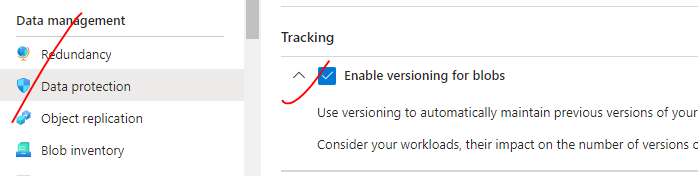 Data management
Redundancy
Data protection
Object replication
Blob inventory
Tracking
Enable versioning for blobs
Use versioning to automatically maintain previous versions of your
Consider your workloads, their impact on the number of versions